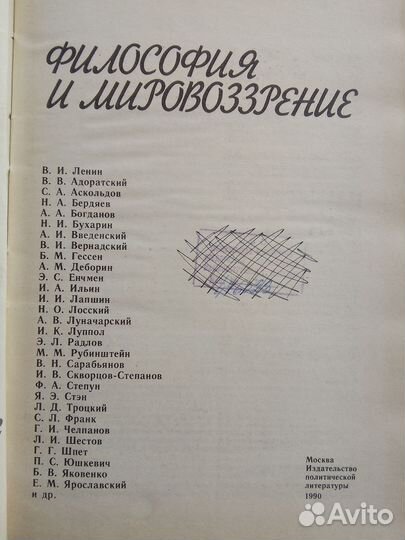 ФИЛОСОФИЯ
И МИРОВОЗЗРЕНИЕ
В. И. Ленин
В. В. Адоратский
С. А. Аскольдов
Н. А. Бердяев
А. А. Богданов
Н. И. Бухарин
А. И. Введенский
В. И. Вернадский
Б. М. Гессен
А. М. Деборин
Э. С. Енчмен
И. А. Ильин
И. И. Лапшин
Н. О. Лосский
А. В. Луначарский
И. К. Луппол
Э. Л. Радлов
М. М. Рубинштейн
В. Н. Сарабьянов
И. В. Скворцов-Степанов
Ф. А. Степун
Я. Э. Стэн
Л. Д. Троцкий
С. Л. Франк
Г. И. Челпанов
Л. И. Шестов
Г. Г. Шпет
П. С. Юшкевич
Б. В. Яковенко
Е. М. Ярославский
и др.
Москва
Издательство
политической
литературы
1990
Avito